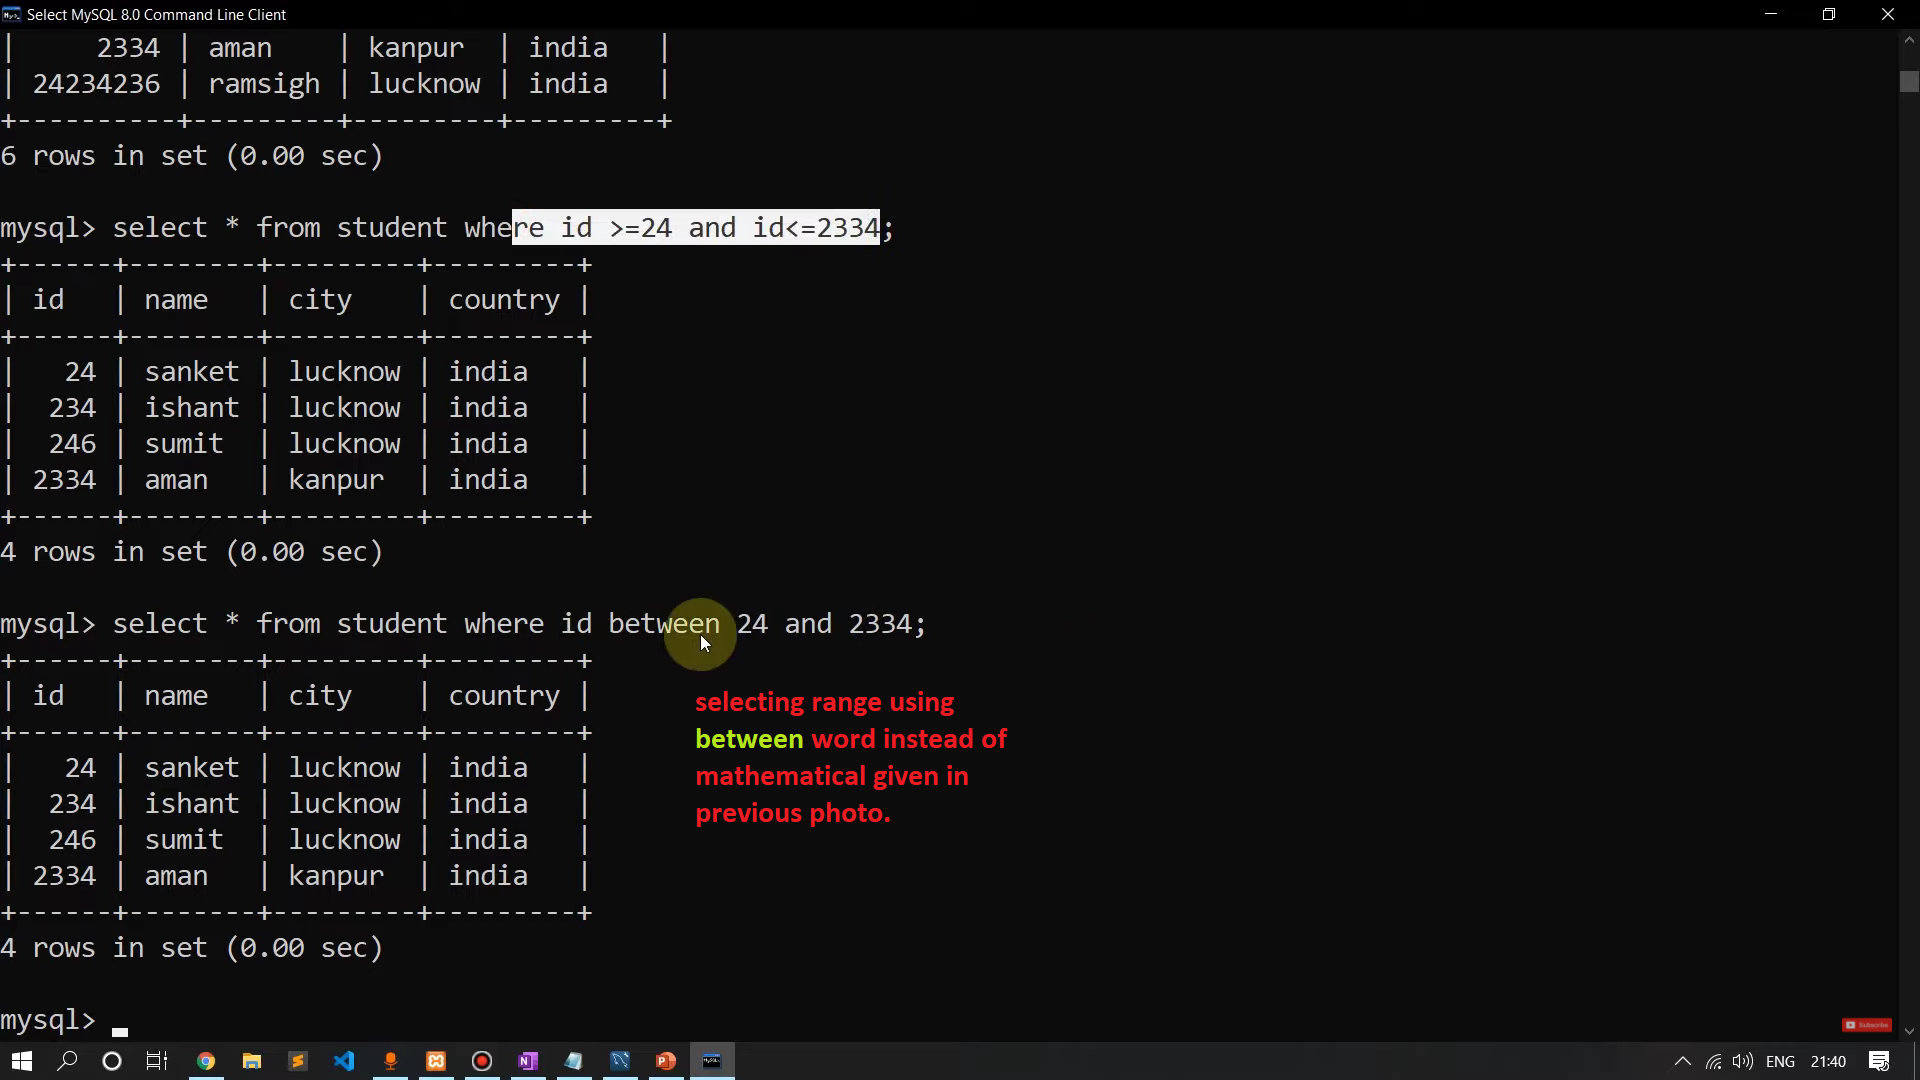 Select MySQL 8.0 Command Line Client
|     2334 | aman    | kanpur  | india   |
| 24234236 | ramsigh | lucknow | india   |
+----------+---------+---------+---------+
6 rows in set (0.00 sec)
mysql> select * from student where id >=24 and id<=2334;
+------+--------+---------+---------+
| id   | name   | city    | country |
+------+--------+---------+---------+
|   24 | sanket | lucknow | india   |
|  234 | ishant | lucknow | india   |
|  246 | sumit  | lucknow | india   |
| 2334 | aman   | kanpur  | india   |
+------+--------+---------+---------+
4 rows in set (0.00 sec)
mysql> select * from student where id between 24 and 2334;
+------+--------+---------+---------+
| id   | name   | city    | country |
+------+--------+---------+---------+
|   24 | sanket | lucknow | india   |
|  234 | ishant | lucknow | india   |
|  246 | sumit  | lucknow | india   |
| 2334 | aman   | kanpur  | india   |
+------+--------+---------+---------+
4 rows in set (0.00 sec)
selecting range using
between word instead of
mathematical given in
previous photo.
mysql>
Subscribe
ENG 21:40